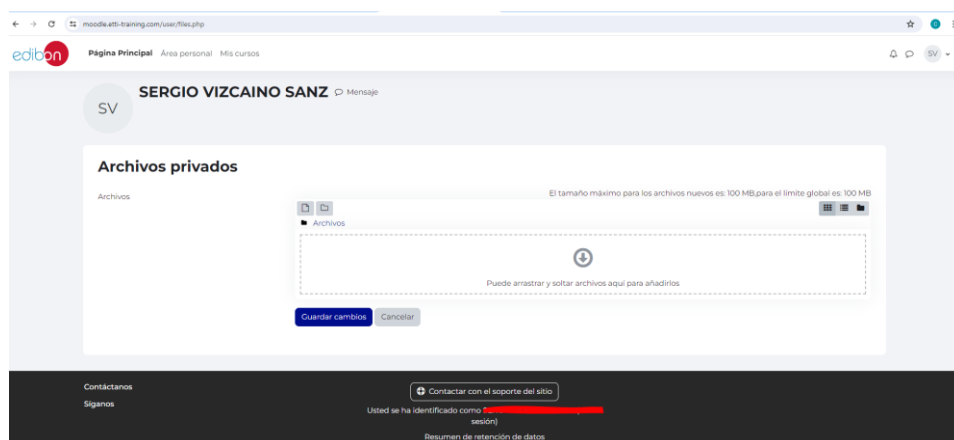 moodle.etti-training.com/user/files.php
edibon Página Principal Área personal Mis cursos SV
SV SERGIO VIZCAINO SANZ Mensaje
Archivos privados
Archivos
El tamaño máximo para los archivos nuevos es: 100 MB,para el límite global es: 100 MB
Archivos
Puede arrastrar y soltar archivos aquí para añadirlos
Guardar cambios Cancelar
Contáctanos
Síganos
Contactar con el soporte del sitio
Usted se ha identificado como
sesión)
Resumen de retención de datos